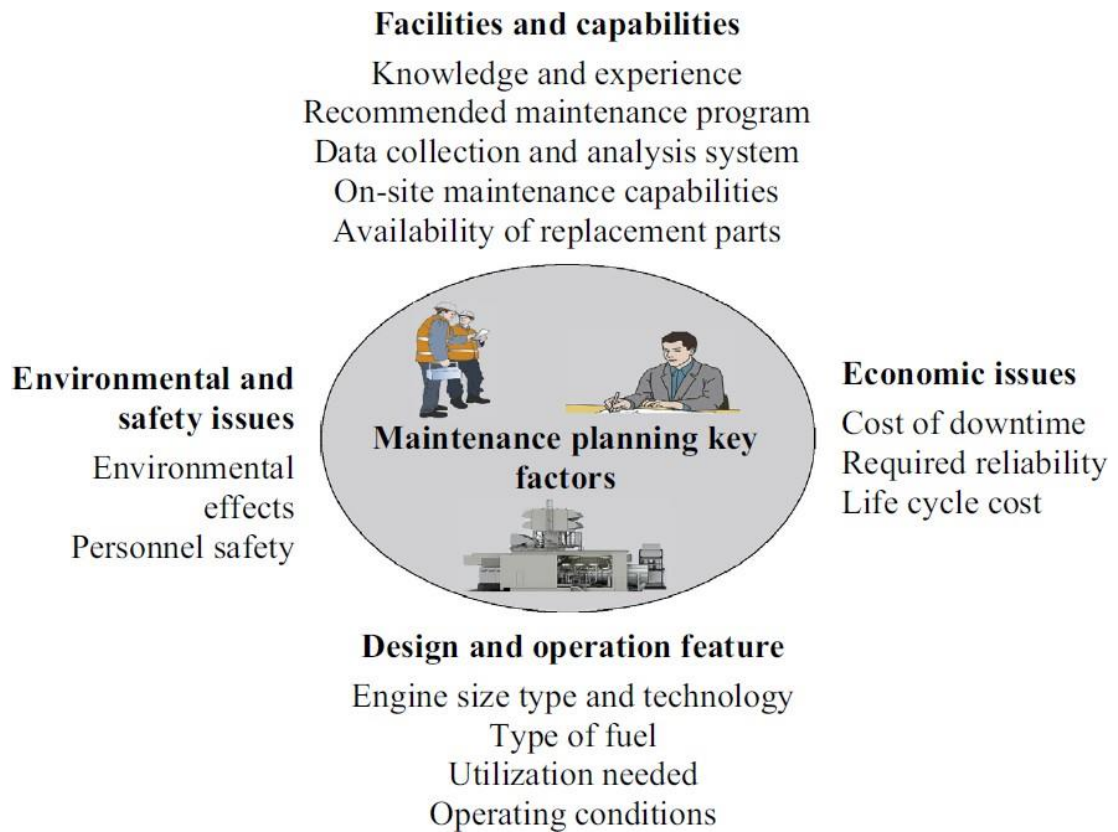 Facilities and capabilities
Knowledge and experience
Recommended maintenance program
Data collection and analysis system
On-site maintenance capabilities
Availability of replacement parts
Environmental and
safety issues
Environmental
effects
Personnel safety
Maintenance planning key
factors
Economic issues
Cost of downtime
Required reliability
Life cycle cost
Design and operation feature
Engine size type and technology
Type of fuel
Utilization needed
Operating conditions